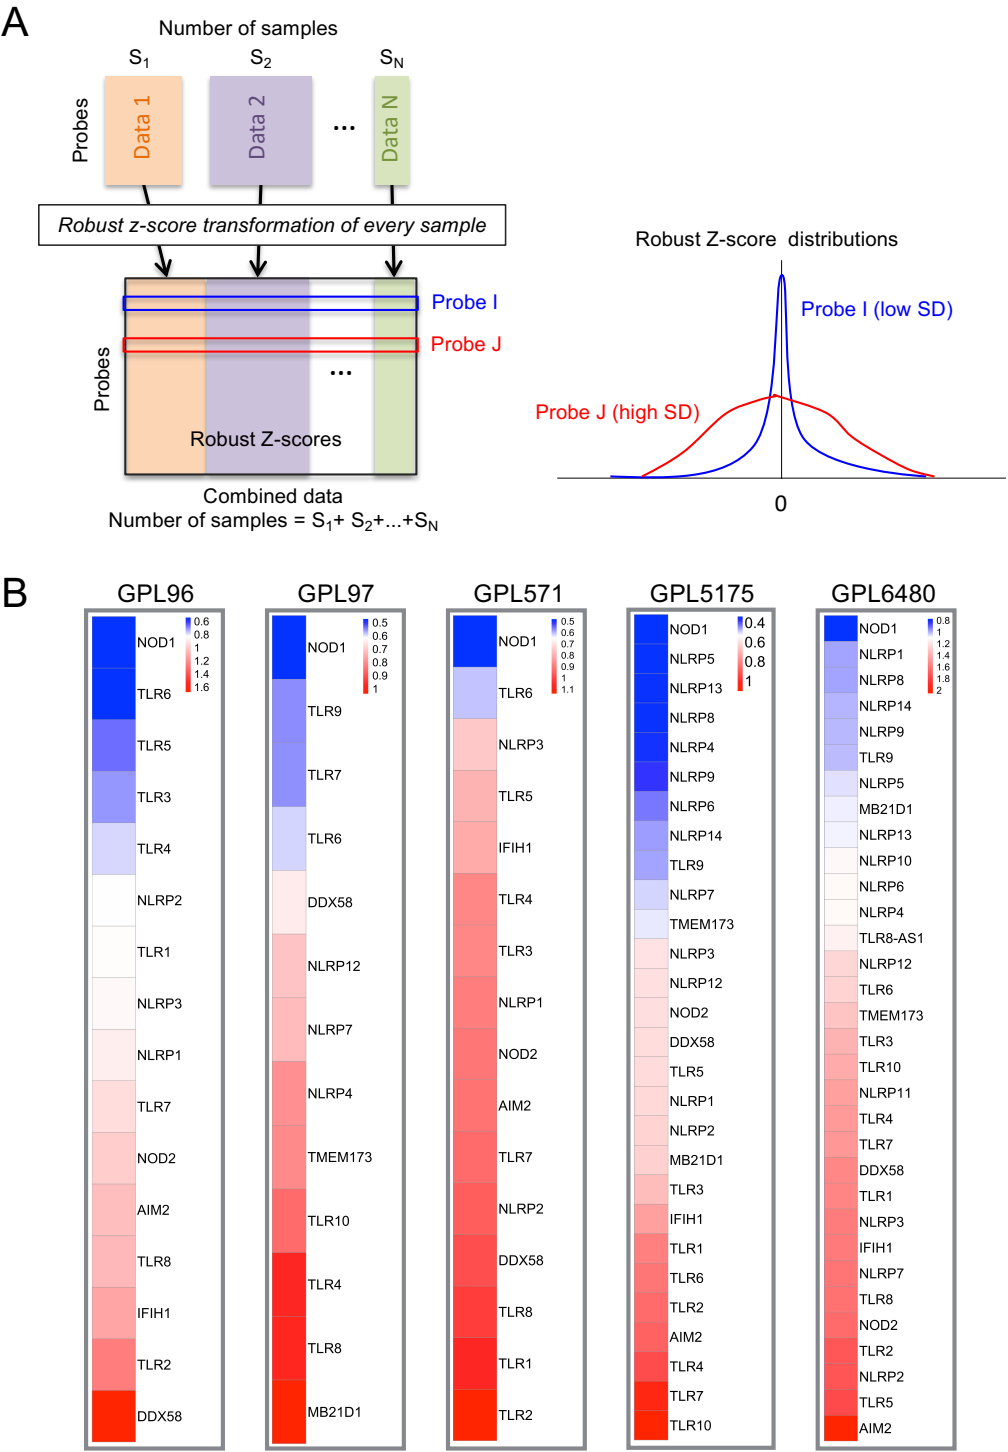 A
Number of samples
S1 S2 SN
Probes
Data 1
Data 2
...
Data N
Robust z-score transformation of every sample
Probe I
Probe J
Probes
...
Robust Z-scores
Combined data
Number of samples = S1+ S2+...+SN
Robust Z-score distributions
Probe I (low SD)
Probe J (high SD)
0
B
GPL96
0.6
0.8
1
1.2
1.4
1.6
NOD1
TLR6
TLR5
TLR3
TLR4
NLRP2
TLR1
NLRP3
NLRP1
TLR7
NOD2
AIM2
TLR8
IFIH1
TLR2
DDX58
GPL97
0.5
0.6
0.7
0.8
0.9
1
NOD1
TLR9
TLR7
TLR6
DDX58
NLRP12
NLRP7
NLRP4
TMEM173
TLR10
TLR4
TLR8
MB21D1
GPL571
0.5
0.6
0.7
0.8
0.9
1
1.1
NOD1
TLR6
NLRP3
TLR5
IFIH1
TLR4
TLR3
NLRP1
NOD2
AIM2
TLR7
NLRP2
DDX58
TLR8
TLR1
TLR2
GPL5175
0.4
0.6
0.8
1
NOD1
NLRP5
NLRP13
NLRP8
NLRP4
NLRP9
NLRP6
NLRP14
TLR9
NLRP7
TMEM173
NLRP3
NLRP12
NOD2
DDX58
TLR5
NLRP1
NLRP2
MB21D1
TLR3
IFIH1
TLR1
TLR6
TLR2
AIM2
TLR4
TLR7
TLR10
GPL6480
0.8
1
1.2
1.4
1.6
1.8
2
NOD1
NLRP1
NLRP8
NLRP14
NLRP9
TLR9
NLRP5
MB21D1
NLRP13
NLRP10
NLRP6
NLRP4
TLR8-AS1
NLRP12
TLR6
TMEM173
TLR3
TLR10
NLRP11
TLR4
TLR7
DDX58
TLR1
NLRP3
IFIH1
NLRP7
TLR8
NOD2
TLR2
NLRP2
TLR5
AIM2